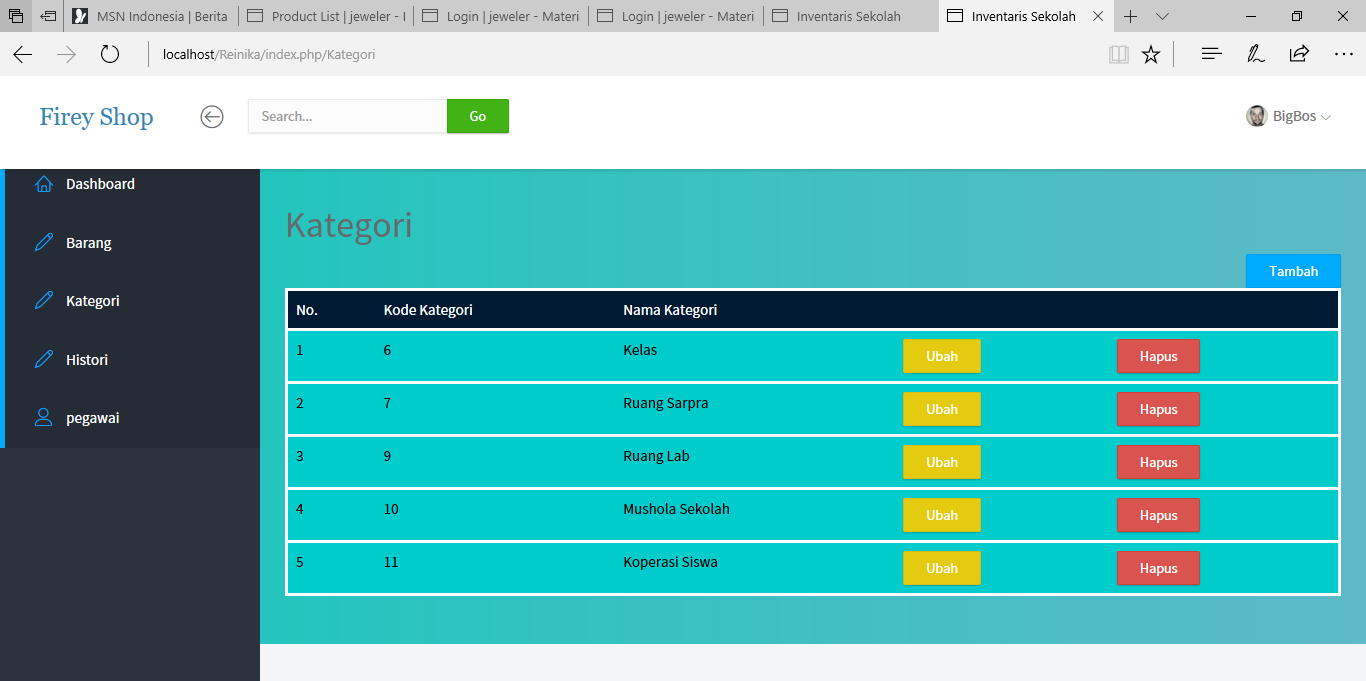 MSN Indonesia | Berita
Product List | jeweler - I
Login | jeweler - Materi
Login | jeweler - Materi
Inventaris Sekolah
Inventaris Sekolah
localhost/Reinika/index.php/Kategori
Firey Shop
Search...
Go
BigBos
Dashboard
Barang
Kategori
Histori
pegawai
Kategori
Tambah
No. Kode Kategori Nama Kategori
1 6 Kelas Ubah Hapus
2 7 Ruang Sarpra Ubah Hapus
3 9 Ruang Lab Ubah Hapus
4 10 Mushola Sekolah Ubah Hapus
5 11 Koperasi Siswa Ubah Hapus